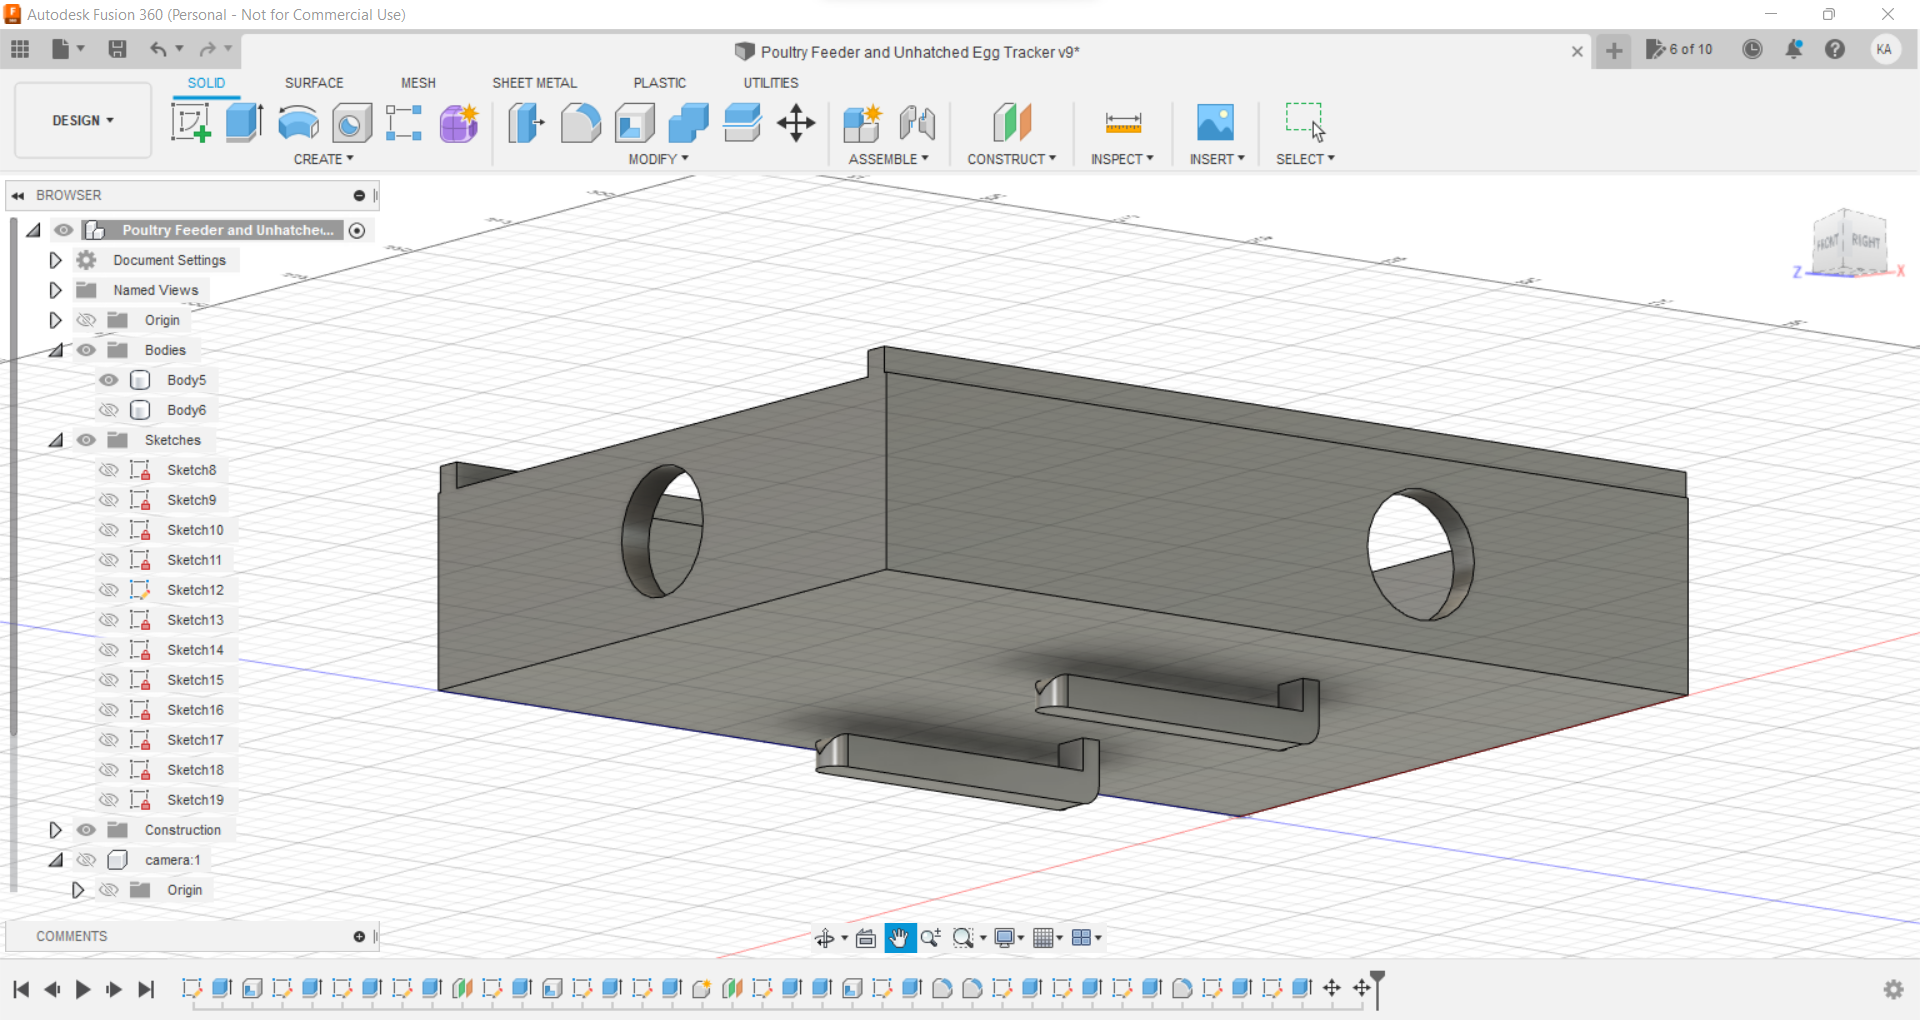 Autodesk Fusion 360 (Personal - Not for Commercial Use)
Poultry Feeder and Unhatched Egg Tracker v9*
6 of 10
KA
SOLID
SURFACE
MESH
SHEET METAL
PLASTIC
UTILITIES
DESIGN
CREATE
MODIFY
ASSEMBLE
CONSTRUCT
INSPECT
INSERT
SELECT
BROWSER
Poultry Feeder and Unhatche...
Document Settings
Named Views
Origin
Bodies
Body5
Body6
Sketches
Sketch8
Sketch9
Sketch10
Sketch11
Sketch12
Sketch13
Sketch14
Sketch15
Sketch16
Sketch17
Sketch18
Sketch19
Construction
camera:1
Origin
FRONT
RIGHT
Z
X
COMMENTS